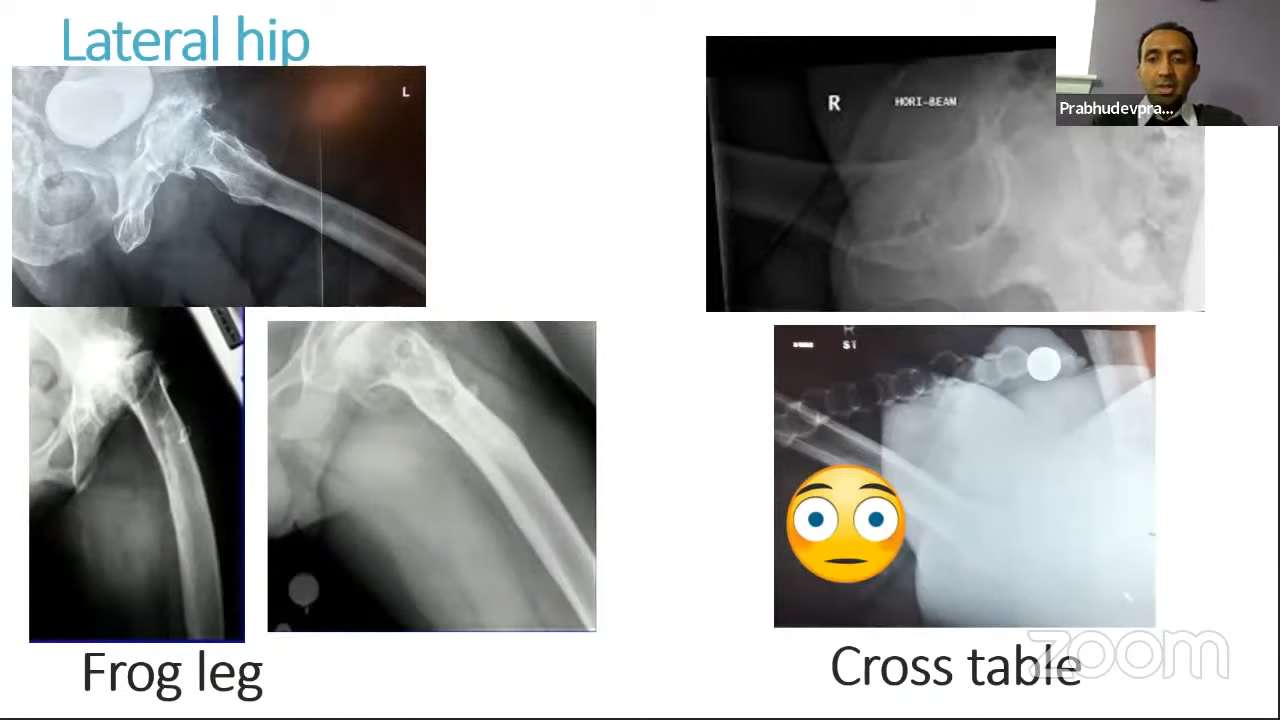 Lateral hip
L
R
HORI-BEAM
Prabhudevpra...
R
Frog leg
Cross table
zoom